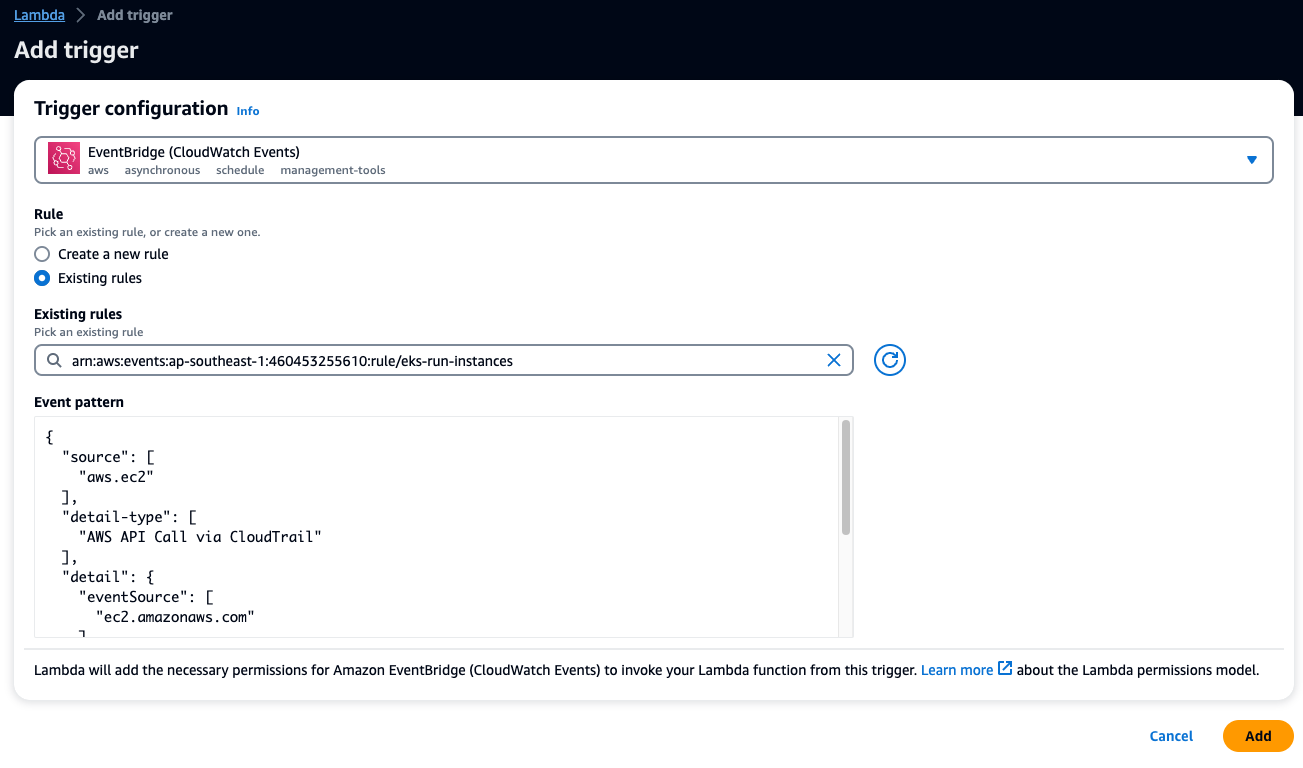 Lambda > Add trigger
Add trigger
Trigger configuration Info
EventBridge (CloudWatch Events)
aws asynchronous schedule management-tools
Rule
Pick an existing rule, or create a new one.
Create a new rule
Existing rules
Existing rules
Pick an existing rule
arn:aws:events:ap-southeast-1:460453255610:rule/eks-run-instances
Event pattern
{
  "source": [
    "aws.ec2"
  ],
  "detail-type": [
    "AWS API Call via CloudTrail"
  ],
  "detail": {
    "eventSource": [
      "ec2.amazonaws.com"
    ]
Lambda will add the necessary permissions for Amazon EventBridge (CloudWatch Events) to invoke your Lambda function from this trigger. Learn more about the Lambda permissions model.
Cancel Add